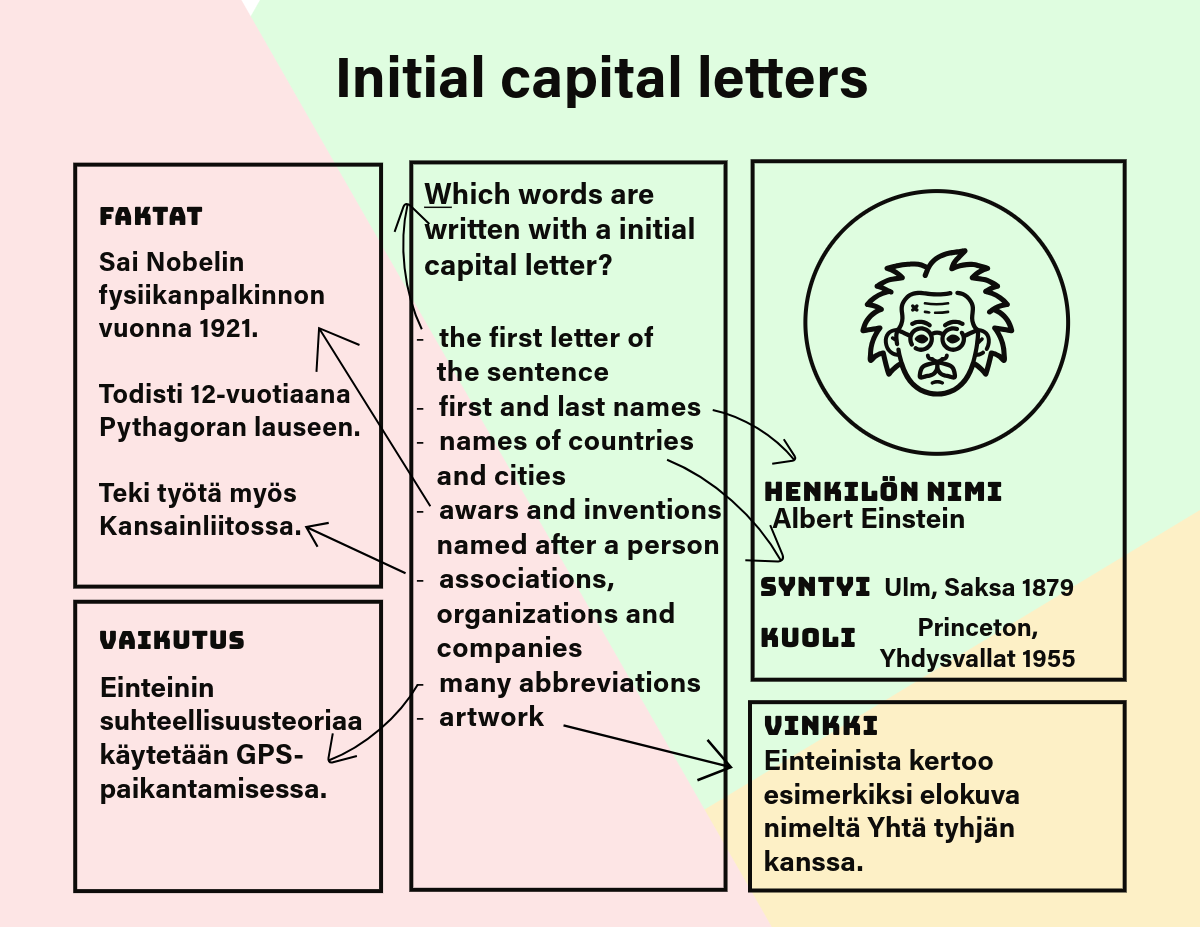 Initial capital letters
FAKTAT
Sai Nobelin
fysiikanpalkinnon
vuonna 1921.
Todisti 12-vuotiaana
Pythagoran lauseen.
Teki työtä myös
Kansainliitossa.
VAIKUTUS
Einteinin
suhteellisuusteoriaa
käytetään GPS-
paikantamisessa.
Which words are
written with a initial
capital letter?
- the first letter of
the sentence
- first and last names
- names of countries
and cities
- awars and inventions
named after a person
- associations,
organizations and
companies
- many abbreviations
- artwork
HENKILÖN NIMI
Albert Einstein
SYNTYI Ulm, Saksa 1879
KUOLI Princeton,
Yhdysvallat 1955
VINKKI
Einteinista kertoo
esimerkiksi elokuva
nimeltä Yhtä tyhjän
kanssa.